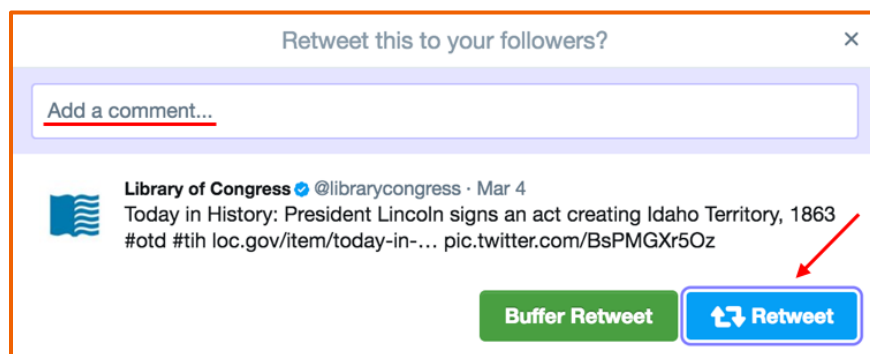 Retweet this to your followers?
Add a comment...
Library of Congress @librarycongress · Mar 4
Today in History: President Lincoln signs an act creating Idaho Territory, 1863
#otd #tih loc.gov/item/today-in-… pic.twitter.com/BsPMGXr5Oz
Buffer Retweet Retweet